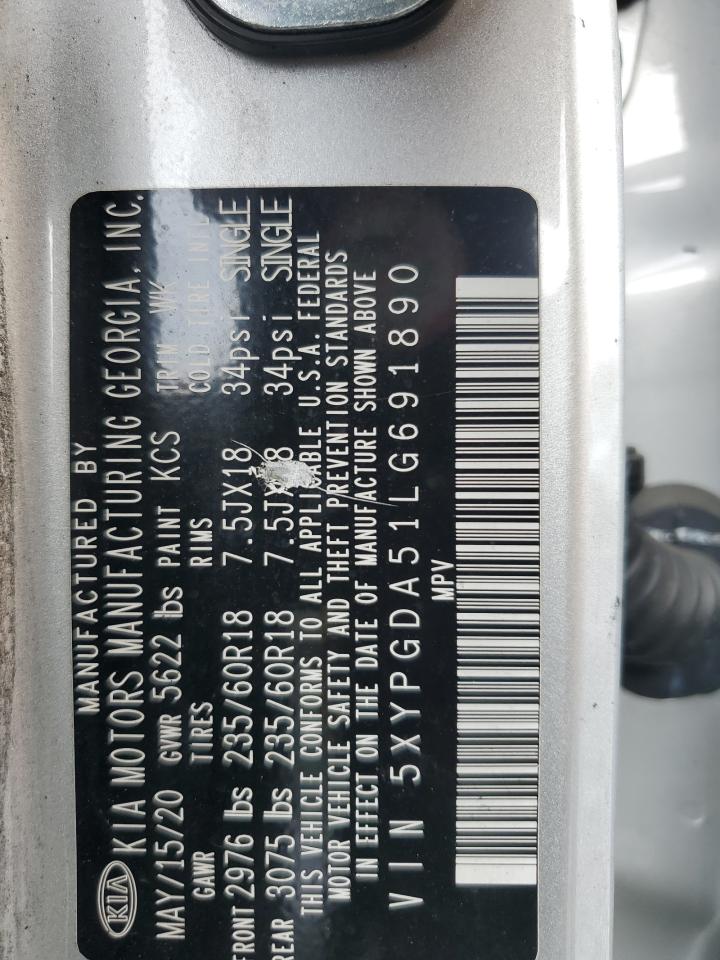 MANUFACTURED BY
KIA KIA MOTORS MANUFACTURING GEORGIA, INC.
MAY/15/20 GVWR 5622 lbs PAINT KCS TRIM WK
GAWR TIRES RIMS COLD TIRE INFL
FRONT 2976 lbs 235/60R18 7.5JX18 34psi SINGLE
REAR 3075 lbs 235/60R18 34psi SINGLE
THIS VEHICLE CONFORMS TO ALL APPLICABLE U.S.A. FEDERAL
MOTOR VEHICLE SAFETY AND THEFT PREVENTION STANDARDS
IN EFFECT ON THE DATE OF MANUFACTURE SHOWN ABOVE
VIN 5XYPGDA51LG691890
MPV